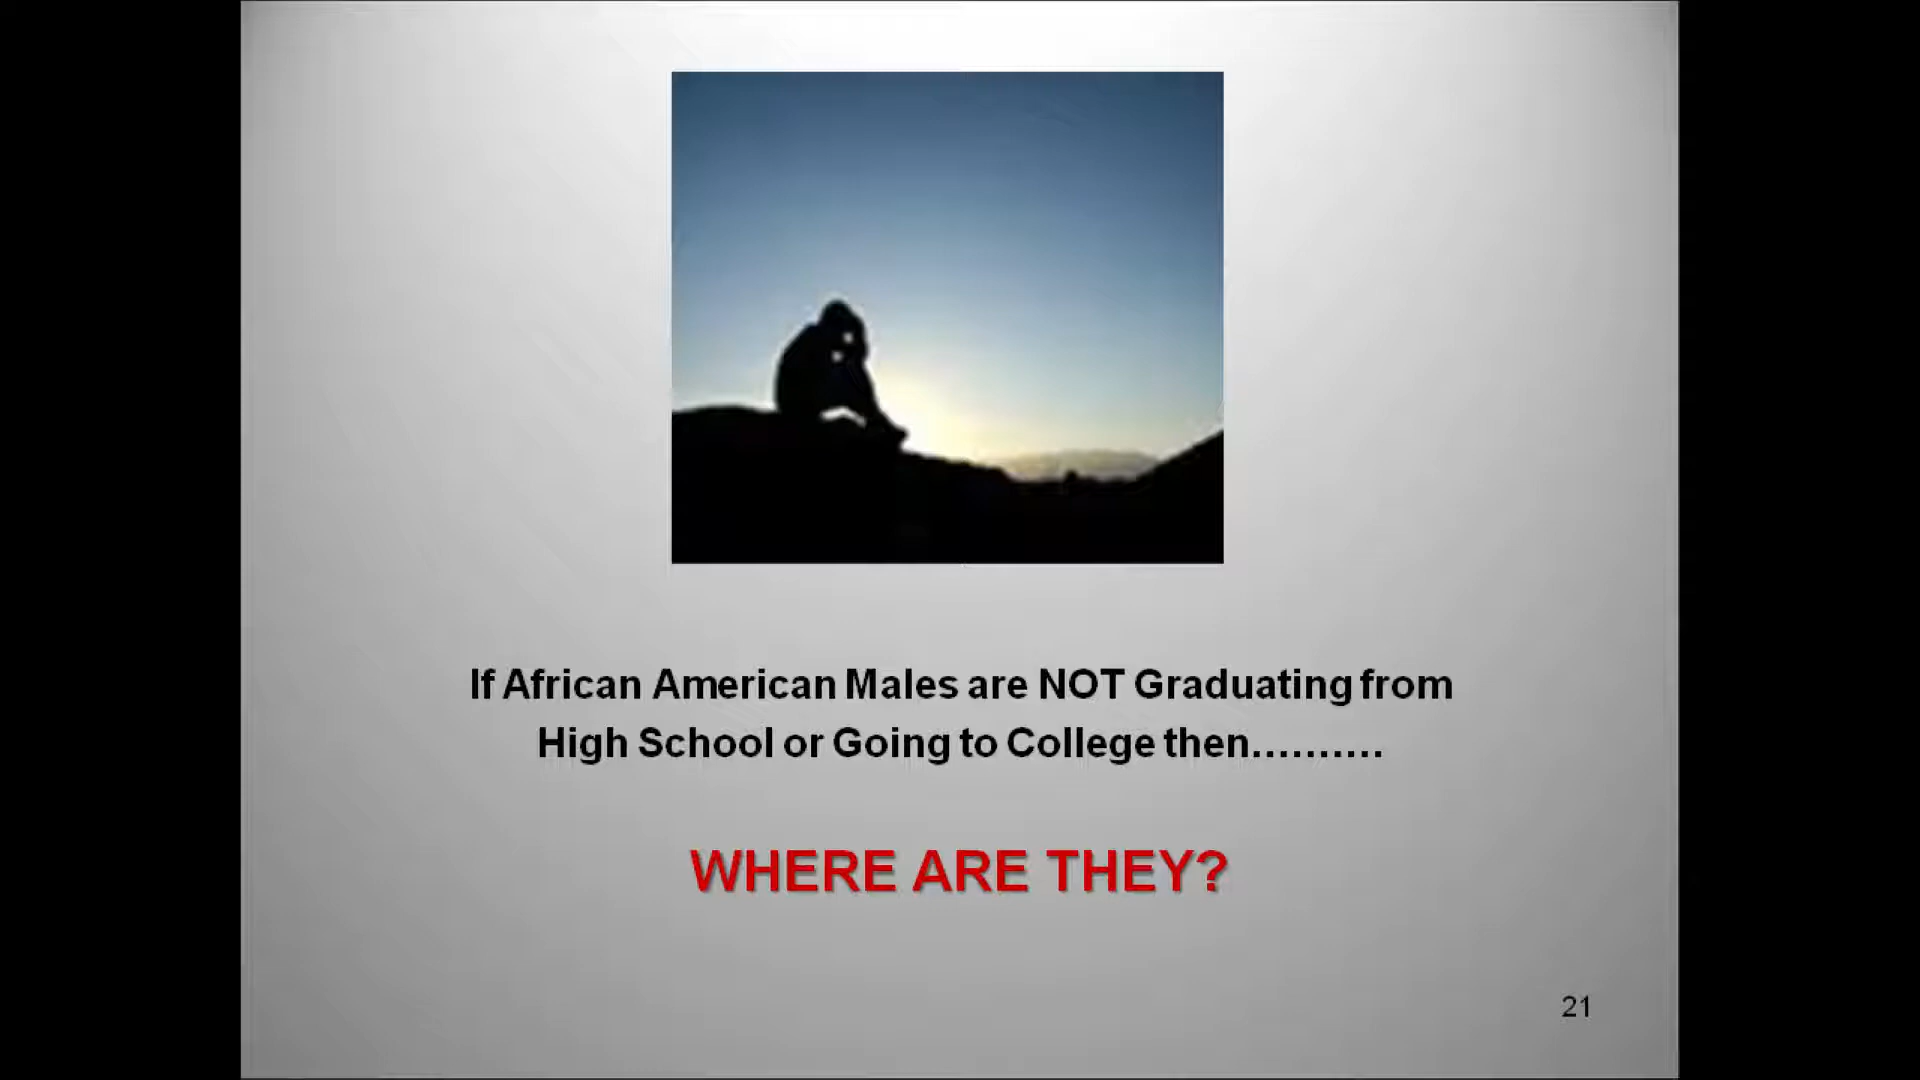 If African American Males are NOT Graduating from
High School or Going to College then..........
WHERE ARE THEY?
21